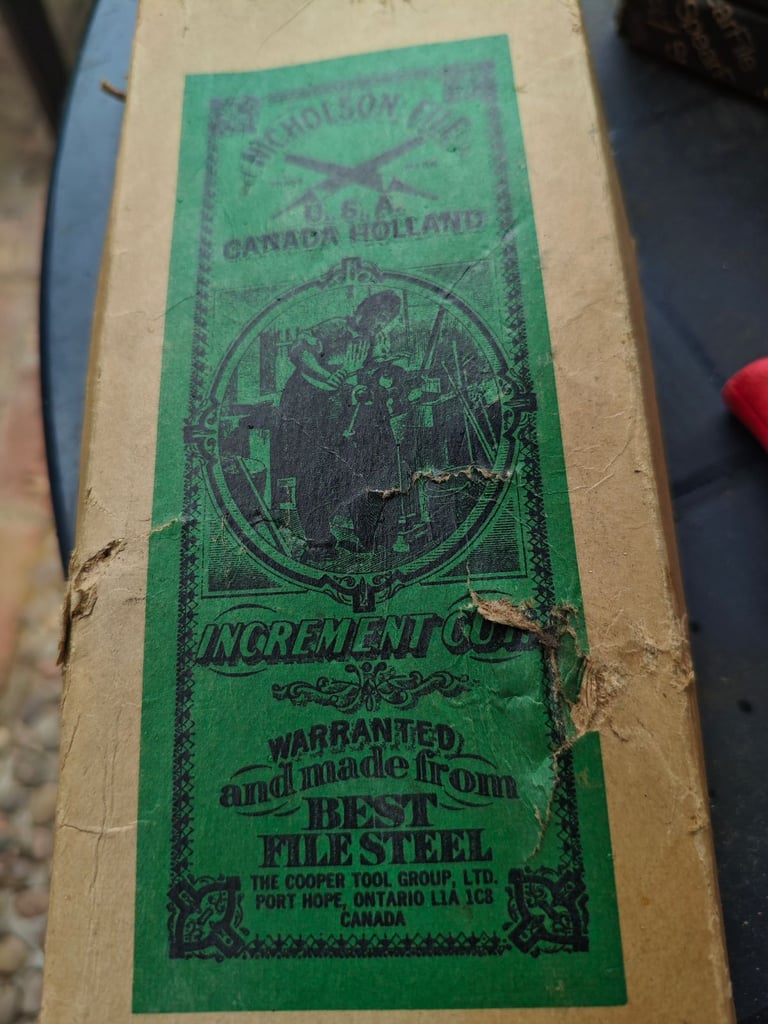 NICHOLSON FILE
U.S.A.
CANADA HOLLAND
INCREMENT CUT
WARRANTED
and made from
BEST
FILE STEEL
THE COOPER TOOL GROUP, LTD.
PORT HOPE, ONTARIO L1A 1C8
CANADA